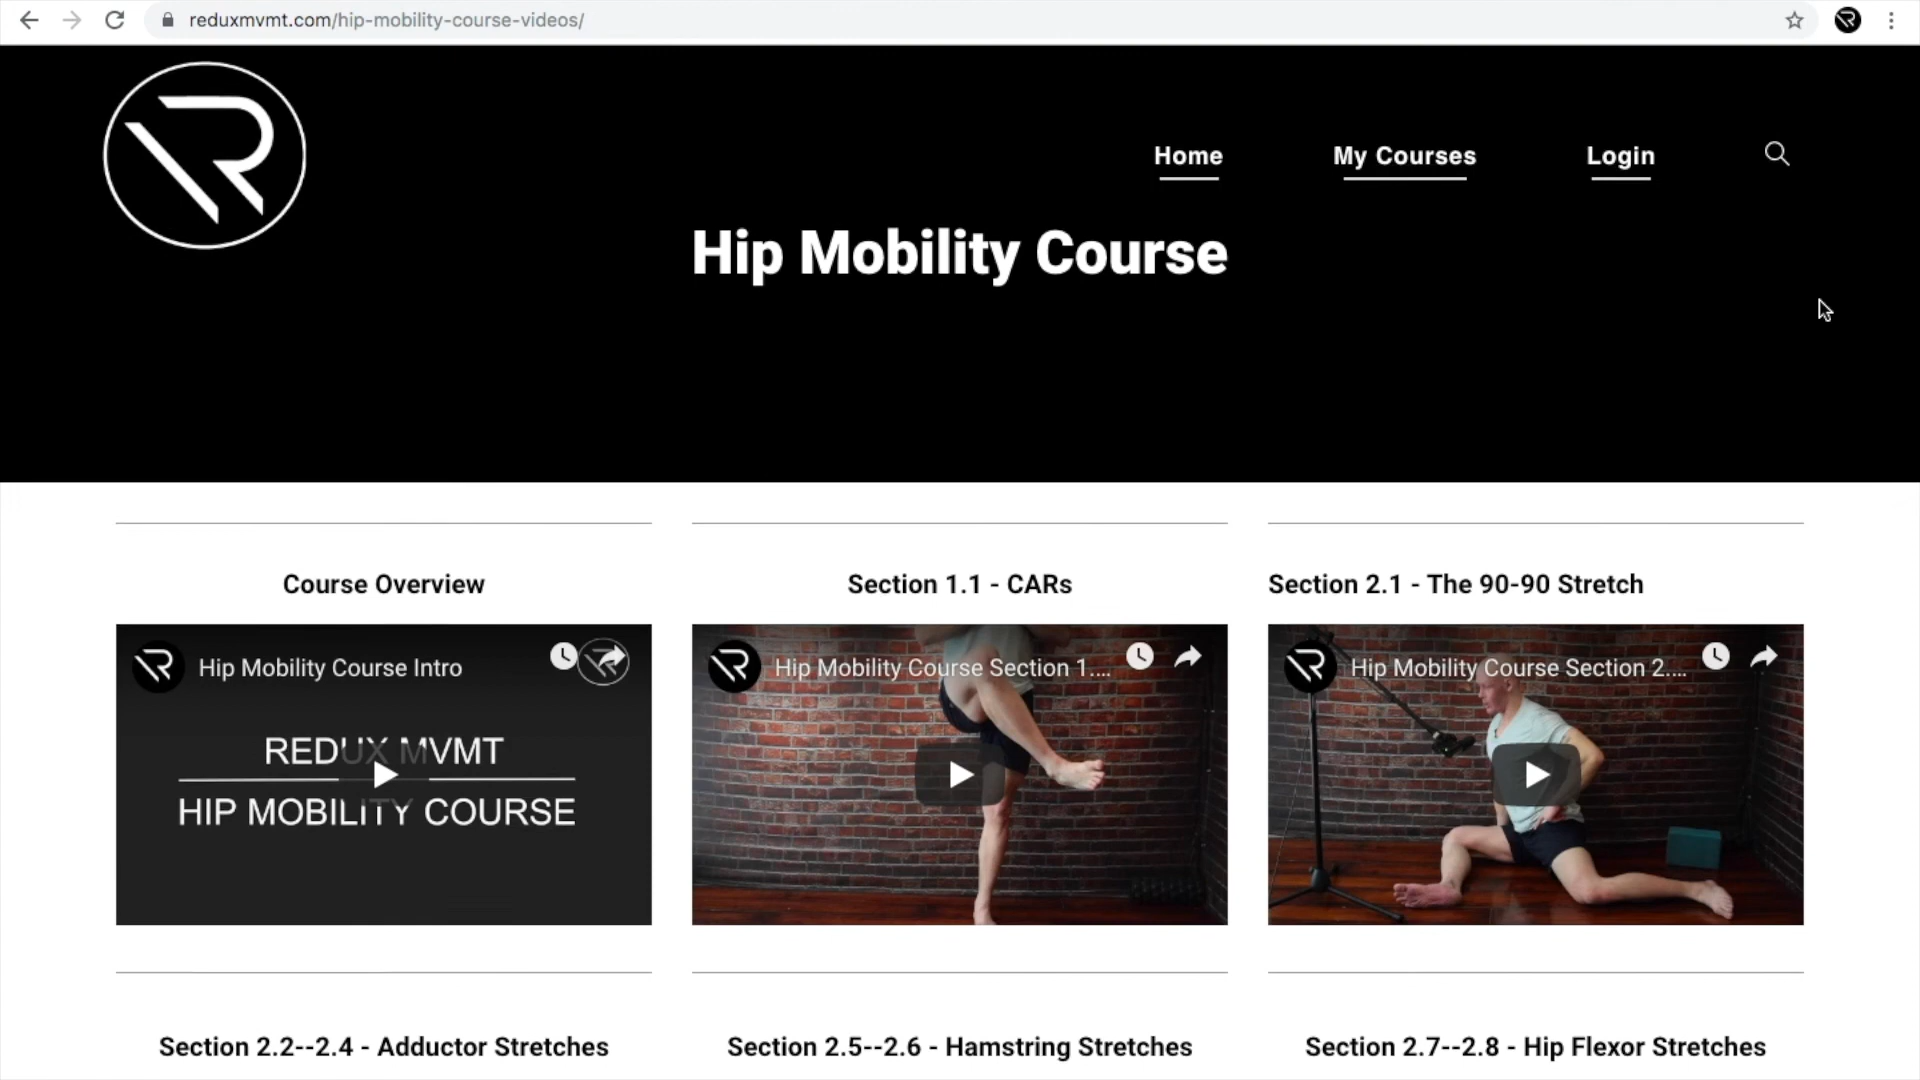 reduxmvmt.com/hip-mobility-course-videos/
Home My Courses Login
Hip Mobility Course
Course Overview
Section 1.1 - CARs
Section 2.1 - The 90-90 Stretch
Hip Mobility Course Intro
REDUX MVMT
HIP MOBILITY COURSE
Hip Mobility Course Section 1....
Hip Mobility Course Section 2....
Section 2.2--2.4 - Adductor Stretches
Section 2.5--2.6 - Hamstring Stretches
Section 2.7--2.8 - Hip Flexor Stretches